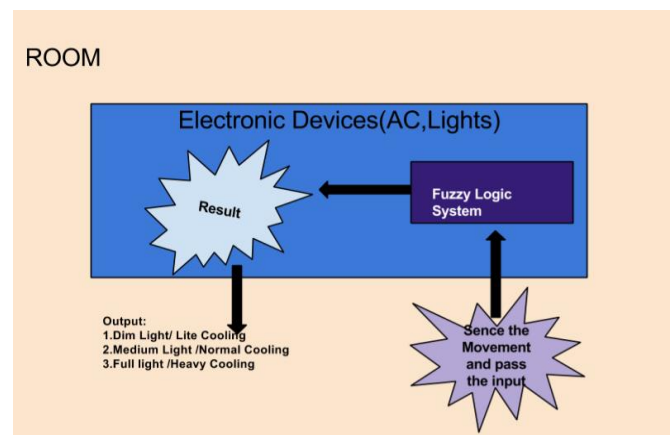 ROOM
Electronic Devices(AC,Lights)
Result
Fuzzy Logic
System
Output:
1.Dim Light/ Lite Cooling
2.Medium Light /Normal Cooling
3.Full light /Heavy Cooling
Sence the
Movement
and pass
the input